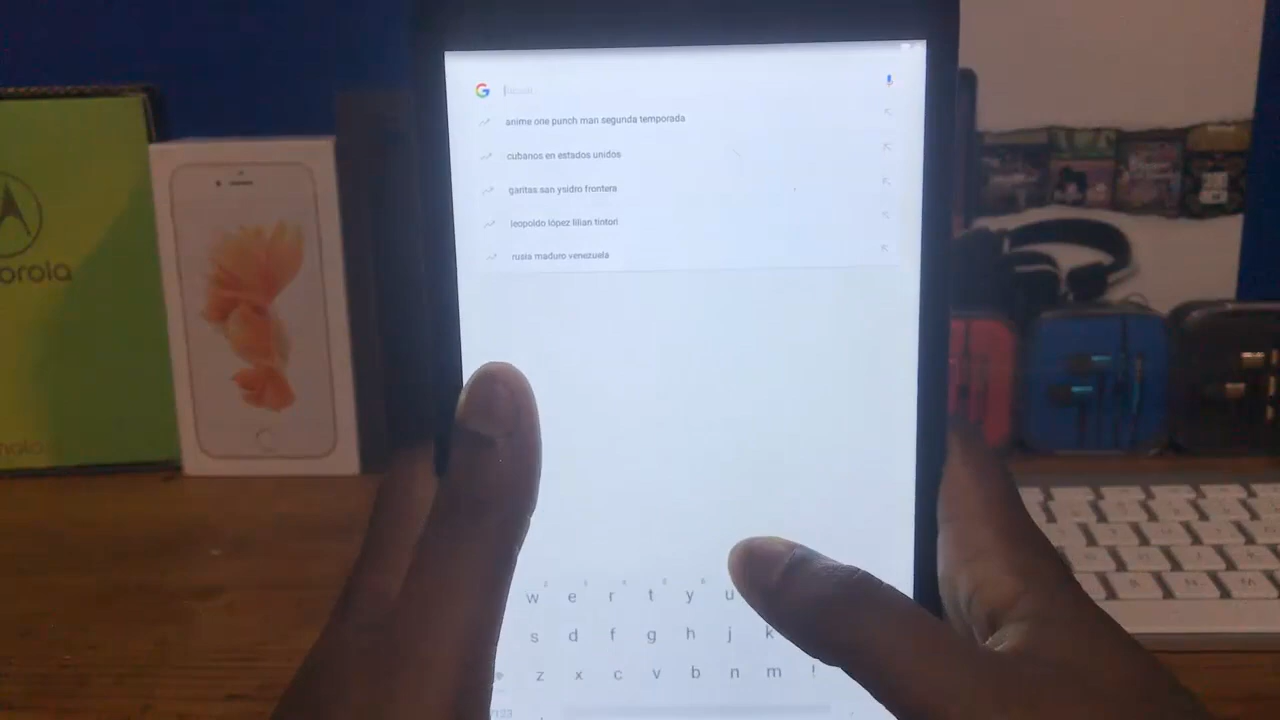 G
anime one punch man segunda temporada
cubanos en estados unidos
garitas san ysidro frontera
leopoldo lópez lilian tintori
rusia maduro venezuela
orola
w e r t y u
s d f g h j k
z x c v b n m !